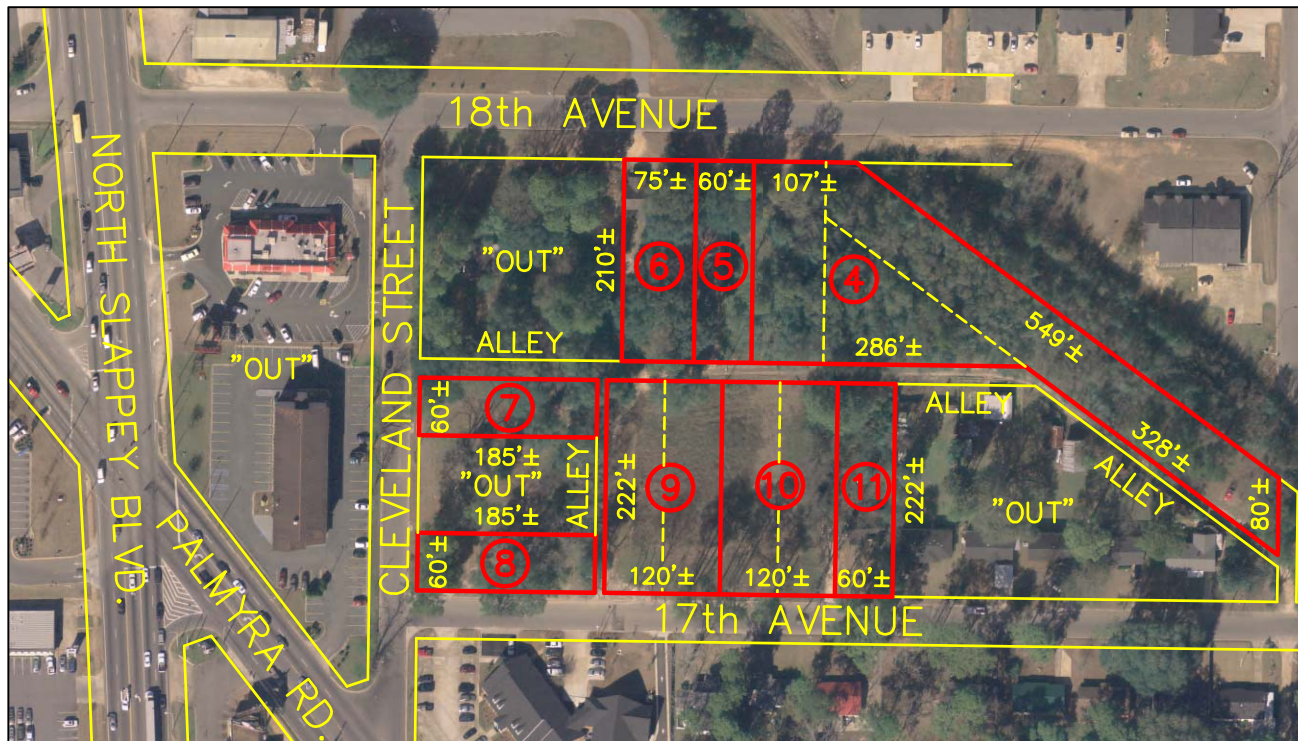 18th AVENUE
NORTH SLAPPEY BLVD.
CLEVELAND STREET
PALMYRA RD.
"OUT"
"OUT"
210'±
75'±
60'±
107'±
6
5
4
549'±
286'±
ALLEY
60'±
7
185'±
"OUT"
185'±
ALLEY
60'±
8
222'±
9
10
11
222'±
120'±
120'±
60'±
ALLEY
328'±
ALLEY
"OUT"
80'±
17th AVENUE